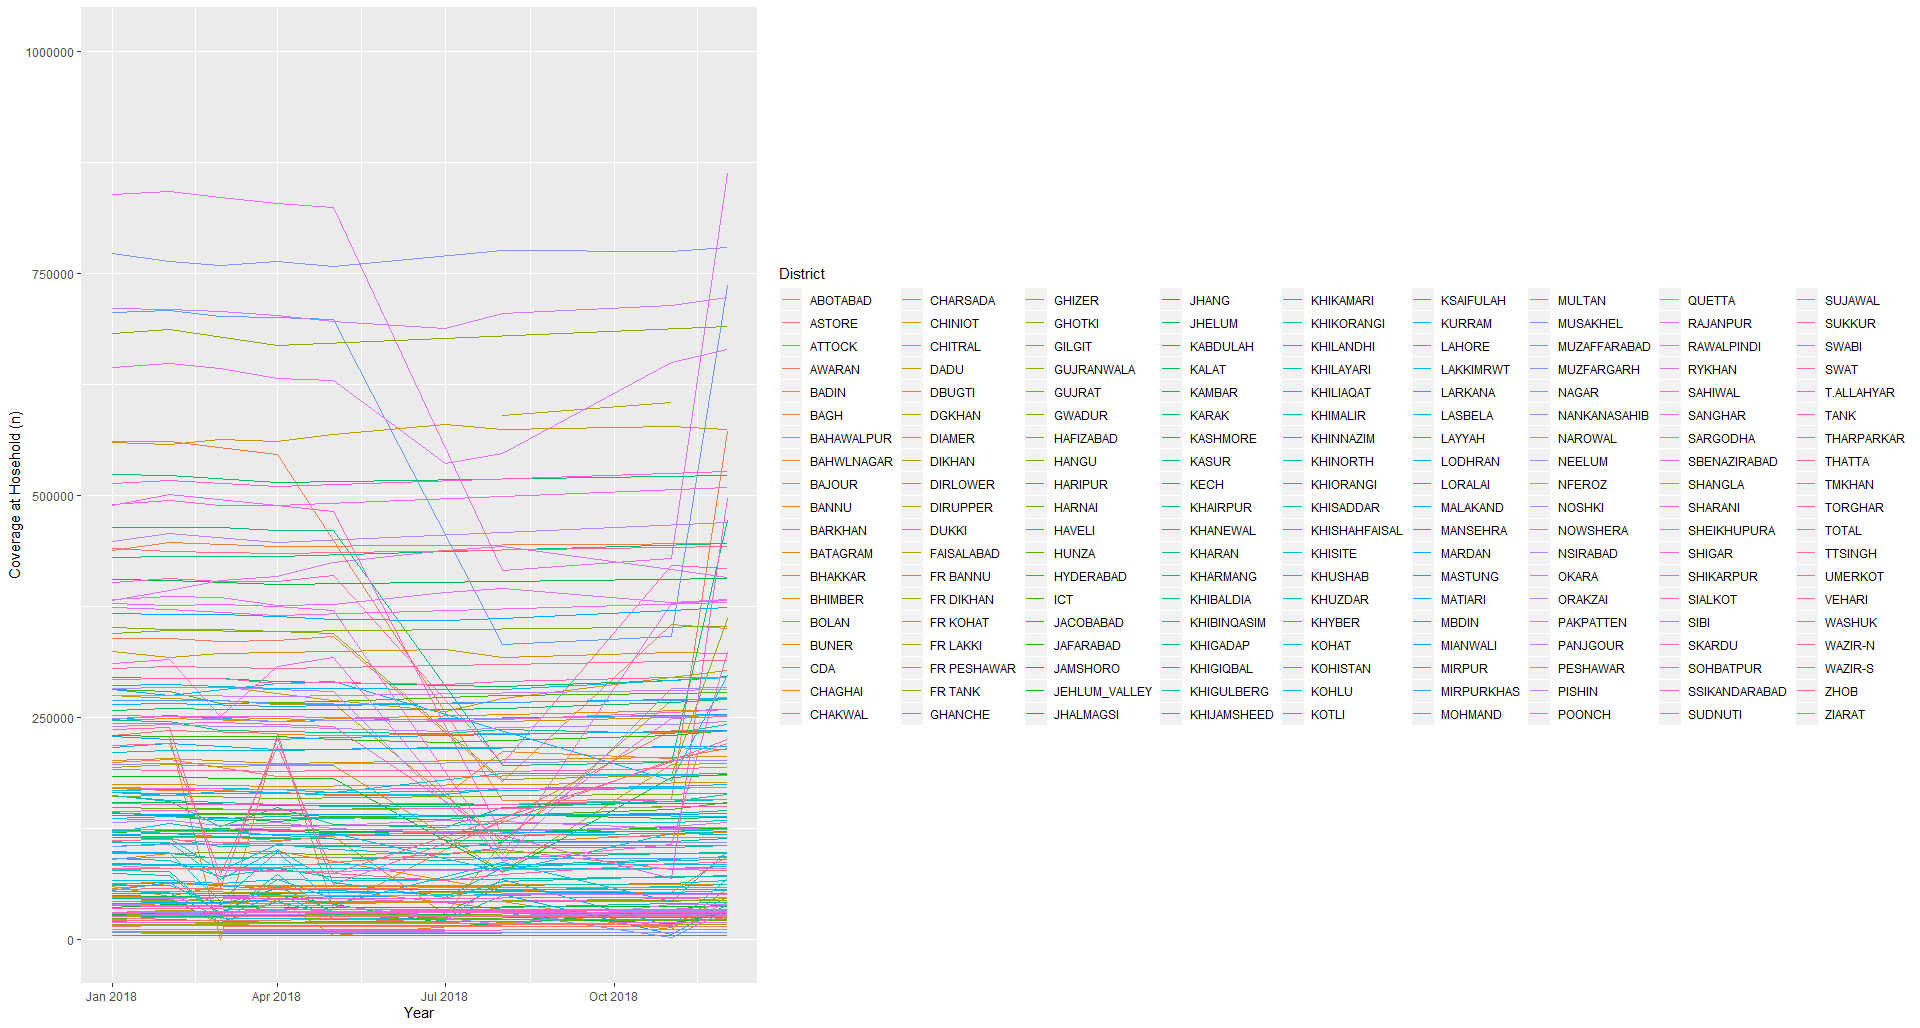 1000000
750000
500000
250000
0
Coverage at Hosehold (n)
Jan 2018 Apr 2018 Jul 2018 Oct 2018
Year
District
ABOTABAD CHARSADA GHIZER JHANG KHIKAMARI KSAIFULAH MULTAN QUETTA SUJAWAL
ASTORE CHINIOT GHOTKI JHELUM KHIKORANGI KURRAM MUSAKHEL RAJANPUR SUKKUR
ATTOCK CHITRAL GILGIT KABDULAH KHILANDHI LAHORE MUZAFFARABAD RAWALPINDI SWABI
AWARAN DADU GUJRANWALA KALAT KHILAYARI LAKKIMRWT MUZFARGARH RYKHAN SWAT
BADIN DBUGTI GUJRAT KAMBAR KHILIAQAT LARKANA NAGAR SAHIWAL T.ALLAHYAR
BAGH DGKHAN GWADUR KARAK KHIMALIR LASBELA NANKANASAHIB SANGHAR TANK
BAHAWALPUR DIAMER HAFIZABAD KASHMORE KHINNAZIM LAYYAH NAROWAL SARGODHA THARPARKAR
BAHWLNAGAR DIKHAN HANGU KASUR KHINORTH LODHRAN NEELUM SBENAZIRABAD THATTA
BAJOUR DIRLOWER HARIPUR KECH KHIORANGI LORALAI NFEROZ SHANGLA TMKHAN
BANNU DIRUPPER HARNAI KHAIRPUR KHISADDAR MALAKAND NOSHKI SHARANI TORGHAR
BARKHAN DUKKI HAVELI KHANEWAL KHISHAHFAISAL MANSEHRA NOWSHERA SHEIKHUPURA TOTAL
BATAGRAM FAISALABAD HUNZA KHARAN KHISITE MARDAN NSIRABAD SHIGAR TTSINGH
BHAKKAR FR BANNU HYDERABAD KHARMANG KHUSHAB MASTUNG OKARA SHIKARPUR UMERKOT
BHIMBER FR DIKHAN ICT KHIBALDIA KHUZDAR MATIARI ORAKZAI SIALKOT VEHARI
BOLAN FR KOHAT JACOBABAD KHIBINQASIM KHYBER MBDIN PAKPATTEN SIBI WASHUK
BUNER FR LAKKI JAFARABAD KHIGADAP KOHAT MIANWALI PANJGOUR SKARDU WAZIR-N
CDA FR PESHAWAR JAMSHORO KHIGIQBAL KOHISTAN MIRPUR PESHAWAR SOHBATPUR WAZIR-S
CHAGHAI FR TANK JEHLUM_VALLEY KHIGULBERG KOHLU MIRPURKHAS PISHIN SSIKANDARABAD ZHOB
CHAKWAL GHANCHE JHALMAGSI KHIJAMSHEED KOTLI MOHMAND POONCH SUDNUTI ZIARAT